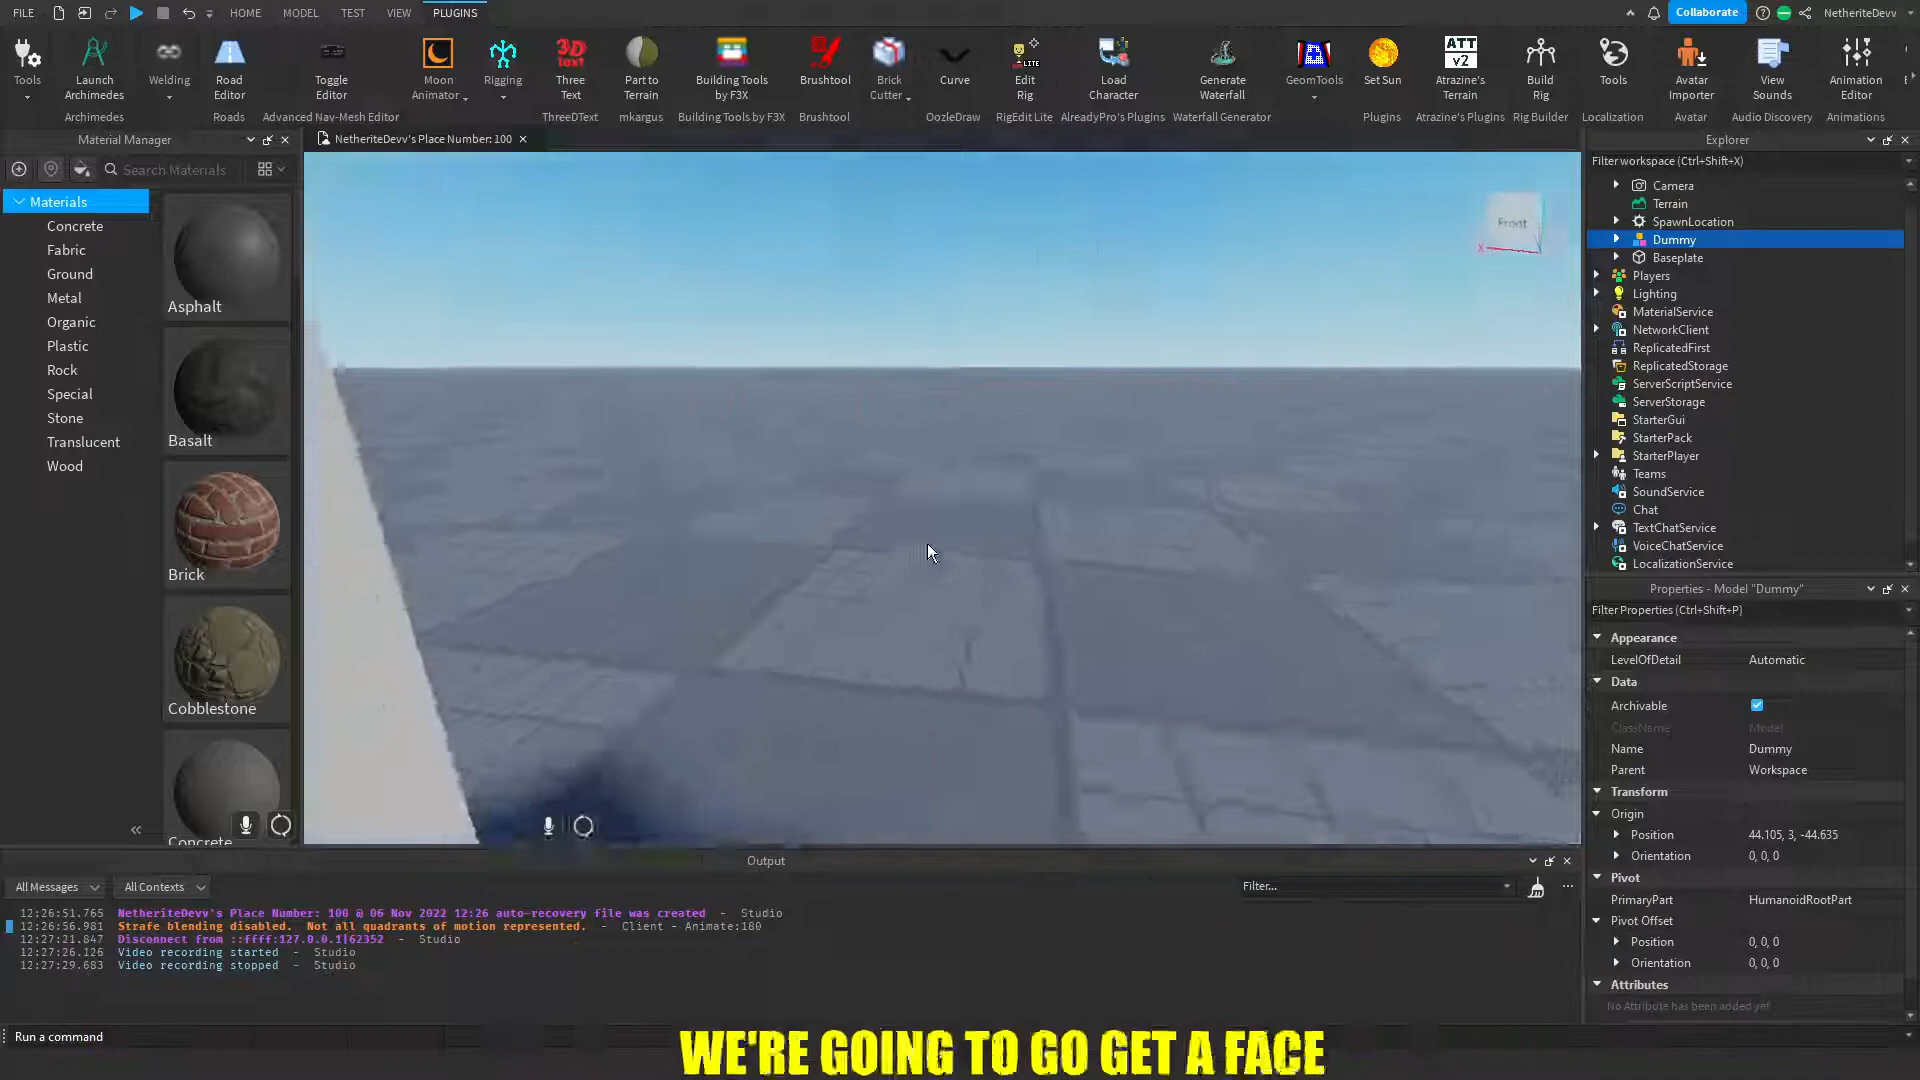 FILE HOME MODEL TEST VIEW PLUGINS Collaborate NetheriteDevv
Tools
Launch Archimedes
Archimedes
Welding
Road Editor
Roads
Toggle Editor
Advanced Nav-Mesh Editor
Moon Animator
Rigging
3D Text
Three Text
ThreeDText
Part to Terrain
mkargus
Building Tools by F3X
Building Tools by F3X
Brushtool
Brushtool
Brick Cutter
Curve
OozleDraw
LITE
Edit Rig
RigEdit Lite
Load Character
AlreadyPro's Plugins
Generate Waterfall
Waterfall Generator
GeomTools
Set Sun
Plugins
ATT v2
Atrazine's Terrain
Atrazine's Plugins
Build Rig
Rig Builder
Tools
Localization
Avatar Importer
Avatar
View Sounds
Audio Discovery
Animation Editor
Animations
Material Manager
Search Materials
Materials
Concrete
Fabric
Ground
Metal
Organic
Plastic
Rock
Special
Stone
Translucent
Wood
Asphalt
Basalt
Brick
Cobblestone
Concrete
NetheriteDevv's Place Number: 100
Front
X
Explorer
Filter workspace (Ctrl+Shift+X)
Camera
Terrain
SpawnLocation
Dummy
Baseplate
Players
Lighting
MaterialService
NetworkClient
ReplicatedFirst
ReplicatedStorage
ServerScriptService
ServerStorage
StarterGui
StarterPack
StarterPlayer
Teams
SoundService
Chat
TextChatService
VoiceChatService
LocalizationService
Properties - Model "Dummy"
Filter Properties (Ctrl+Shift+P)
Appearance
LevelOfDetail Automatic
Data
Archivable
ClassName Model
Name Dummy
Parent Workspace
Transform
Origin
Position 44.105, 3, -44.635
Orientation 0, 0, 0
Pivot
PrimaryPart HumanoidRootPart
Pivot Offset
Position 0, 0, 0
Orientation 0, 0, 0
Attributes
No Attribute has been added yet
Output
All Messages All Contexts Filter...
12:26:51.765 NetheriteDevv's Place Number: 100 @ 06 Nov 2022 12:26 auto-recovery file was created - Studio
12:26:56.981 Strafe blending disabled. Not all quadrants of motion represented. - Client - Animate:180
12:27:21.847 Disconnect from ::ffff:127.0.0.1|62352 - Studio
12:27:26.126 Video recording started - Studio
12:27:29.683 Video recording stopped - Studio
Run a command
WE'RE GOING TO GO GET A FACE